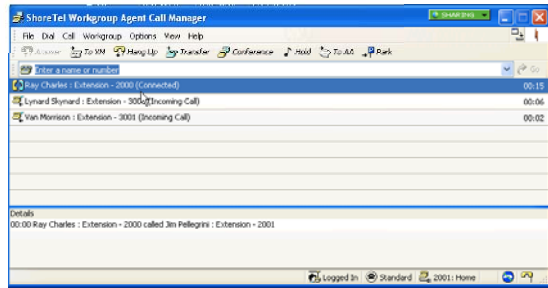 ShoreTel Workgroup Agent Call Manager
SHARING
File Dial Call Workgroup Options View Help
Answer To VM Hang Up Transfer Conference Hold To AA Park
Enter a name or number
Go
Ray Charles : Extension - 2000 (Connected) 00:15
Lynard Skynard : Extension - 300 (Incoming Call) 00:06
Van Morrison : Extension - 3001 (Incoming Call) 00:02
Details
00:00 Ray Charles : Extension - 2000 called Jim Pellegrini : Extension - 2001
Logged In Standard 2001: Home